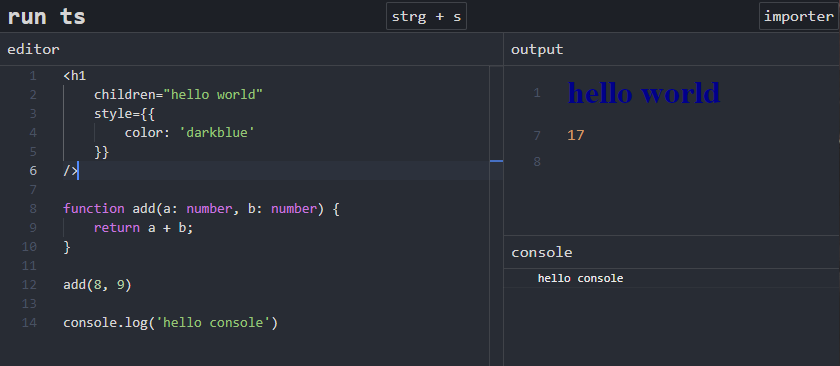 run ts
strg + s
importer
editor
1 <h1
2 children="hello world"
3 style={{
4 color: 'darkblue'
5 }}
6 />
7
8 function add(a: number, b: number) {
9 return a + b;
10 }
11
12 add(8, 9)
13
14 console.log('hello console')
output
1 hello world
7 17
8
console
hello console